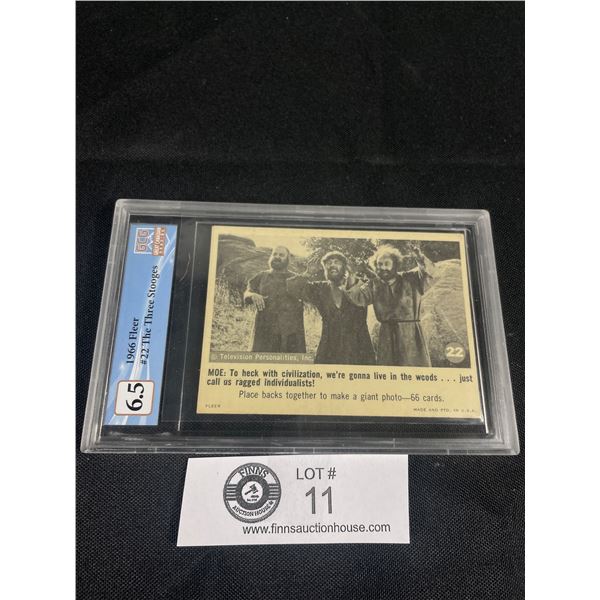 GCG
1966 Fleer
#22 The Three Stooges
6.5
© Television Personalities, Inc.
22
MOE: To heck with civilization, we're gonna live in the woods . . . just
call us ragged individualists!
Place backs together to make a giant photo—66 cards.
FLEER
MADE AND PTD. IN U.S.A.
FINNS
AUCTION HOUSE
LOT #
11
www.finnsauctionhouse.com